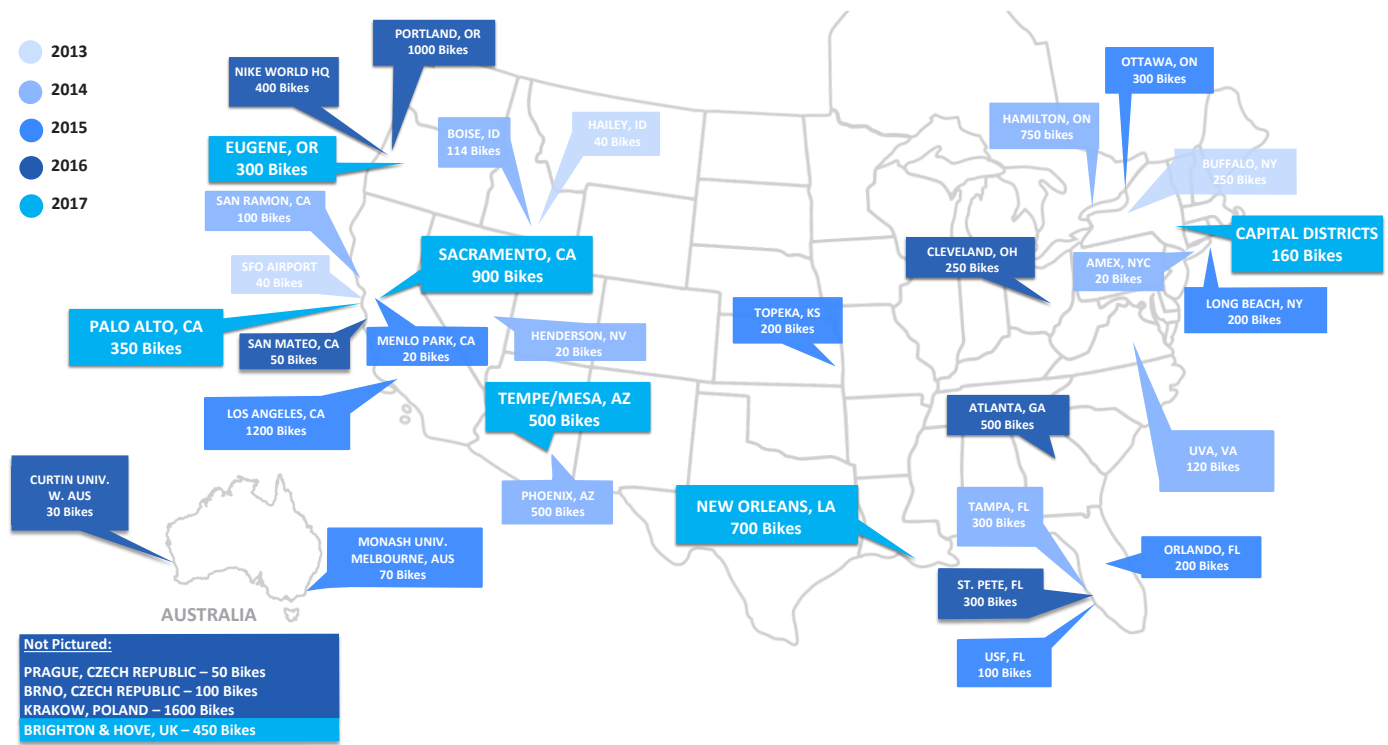 2013
2014
2015
2016
2017
PORTLAND, OR
1000 Bikes
NIKE WORLD HQ
400 Bikes
EUGENE, OR
300 Bikes
BOISE, ID
114 Bikes
HAILEY, ID
40 Bikes
SAN RAMON, CA
100 Bikes
SFO AIRPORT
40 Bikes
SACRAMENTO, CA
900 Bikes
PALO ALTO, CA
350 Bikes
SAN MATEO, CA
50 Bikes
MENLO PARK, CA
20 Bikes
HENDERSON, NV
20 Bikes
LOS ANGELES, CA
1200 Bikes
TEMPE/MESA, AZ
500 Bikes
PHOENIX, AZ
500 Bikes
TOPEKA, KS
200 Bikes
NEW ORLEANS, LA
700 Bikes
OTTAWA, ON
300 Bikes
HAMILTON, ON
750 bikes
BUFFALO, NY
250 Bikes
CAPITAL DISTRICTS
160 Bikes
CLEVELAND, OH
250 Bikes
AMEX, NYC
20 Bikes
LONG BEACH, NY
200 Bikes
ATLANTA, GA
500 Bikes
UVA, VA
120 Bikes
TAMPA, FL
300 Bikes
ORLANDO, FL
200 Bikes
ST. PETE, FL
300 Bikes
USF, FL
100 Bikes
CURTIN UNIV.
W. AUS
30 Bikes
MONASH UNIV.
MELBOURNE, AUS
70 Bikes
AUSTRALIA
Not Pictured:
PRAGUE, CZECH REPUBLIC – 50 Bikes
BRNO, CZECH REPUBLIC – 100 Bikes
KRAKOW, POLAND – 1600 Bikes
BRIGHTON & HOVE, UK – 450 Bikes